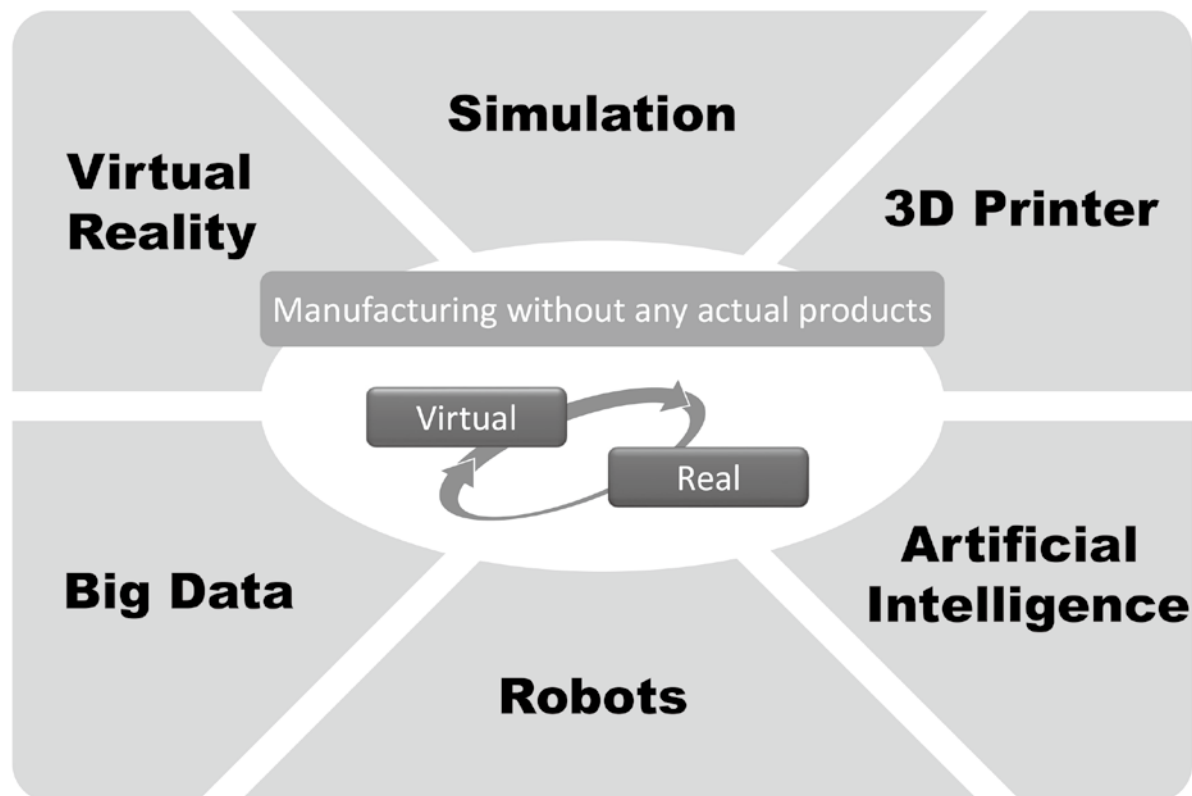 Simulation
Virtual
Reality
3D Printer
Manufacturing without any actual products
Virtual
Real
Big Data
Artificial
Intelligence
Robots